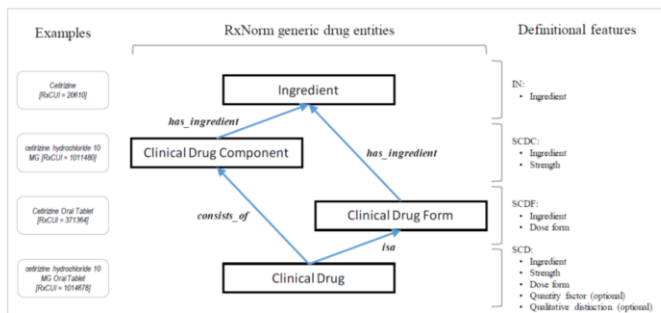 Examples
RxNorm generic drug entities
Definitional features
Cetirizine
[RxCUI = 20610]
Ingredient
IN:
• Ingredient
has_ingredient
cetirizine hydrochloride 10
MG [RxCUI = 1011480]
Clinical Drug Component
has_ingredient
SCDC:
• Ingredient
• Strength
Cetirizine Oral Tablet
[RxCUI = 371364]
consists_of
Clinical Drug Form
SCDF:
• Ingredient
• Dose form
isa
cetirizine hydrochloride 10
MG Oral Tablet
[RxCUI = 1014678]
Clinical Drug
SCD:
• Ingredient
• Strength
• Dose form
• Quantity factor (optional)
• Qualitative distinction (optional)